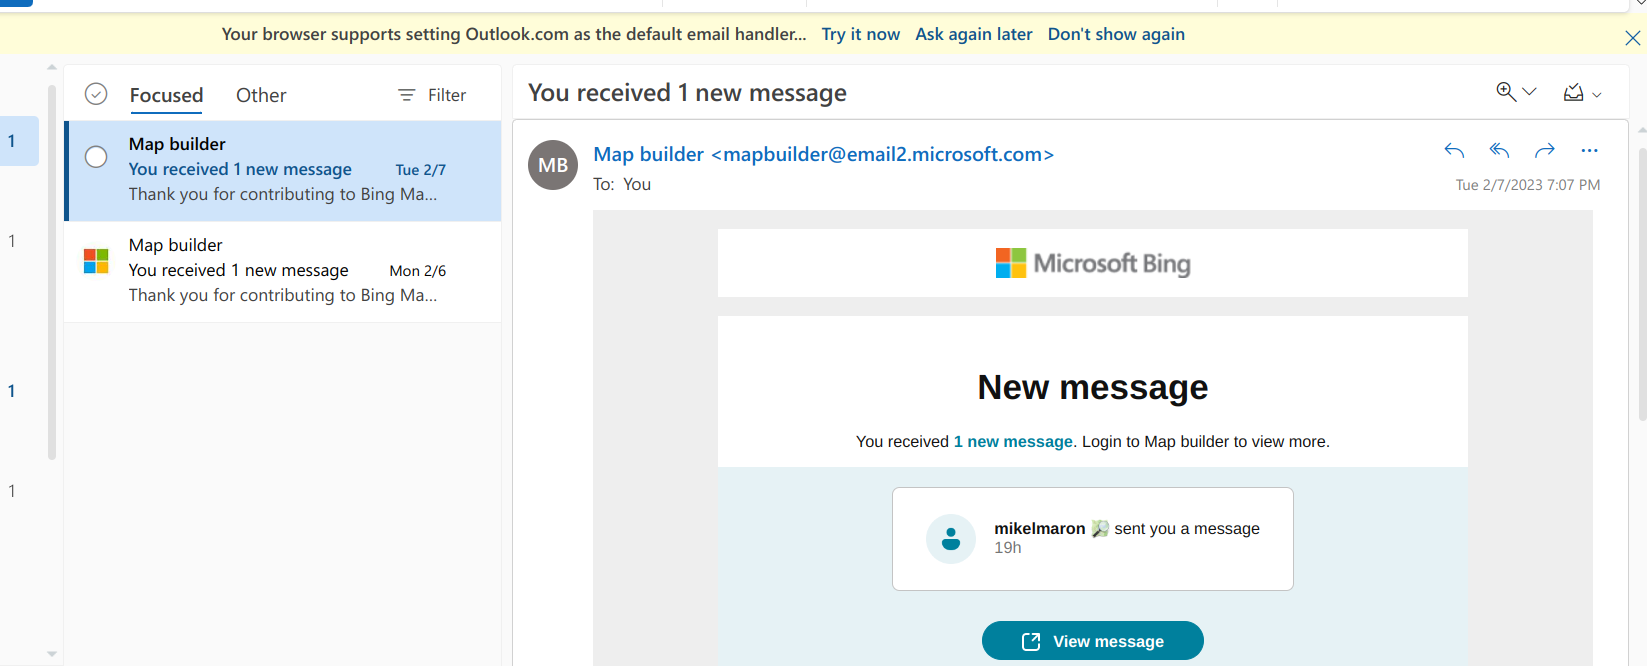 Your browser supports setting Outlook.com as the default email handler... Try it now Ask again later Don't show again
Focused Other Filter
1
Map builder
You received 1 new message Tue 2/7
Thank you for contributing to Bing Ma...
1
Map builder
You received 1 new message Mon 2/6
Thank you for contributing to Bing Ma...
1
1
You received 1 new message
MB
Map builder <mapbuilder@email2.microsoft.com>
To: You
Tue 2/7/2023 7:07 PM
Microsoft Bing
New message
You received 1 new message. Login to Map builder to view more.
mikelmaron sent you a message
19h
View message